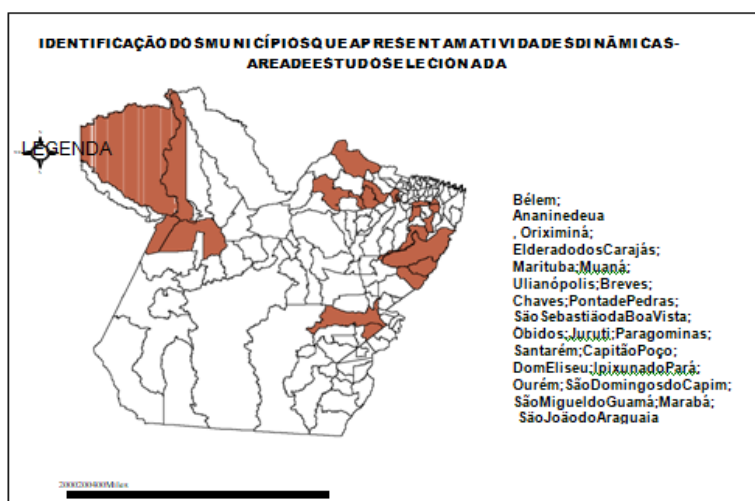 IDENTIFICAÇÃODOSMUNICÍPIOSQUEAPRESENTAMATIVIDADESDINÂMICAS-
AREADEESTUDOSELECIONADA
LEGENDA
Bélem;
Ananinedeua
, Oriximiná;
ElderadodosCarajás;
Marituba;Muaná;
Ulianópolis;Breves;
Chaves;PontadePedras;
SãoSebastiãodaBoaVista;
Óbidos;Juruti;Paragominas;
Santarém;CapitãoPoço;
DomEliseu;IpixunadoPará;
Ourém;SãoDomingosdoCapim;
SãoMigueldoGuamá;Marabá;
SãoJoãodoAraguaia
2000200400Miles